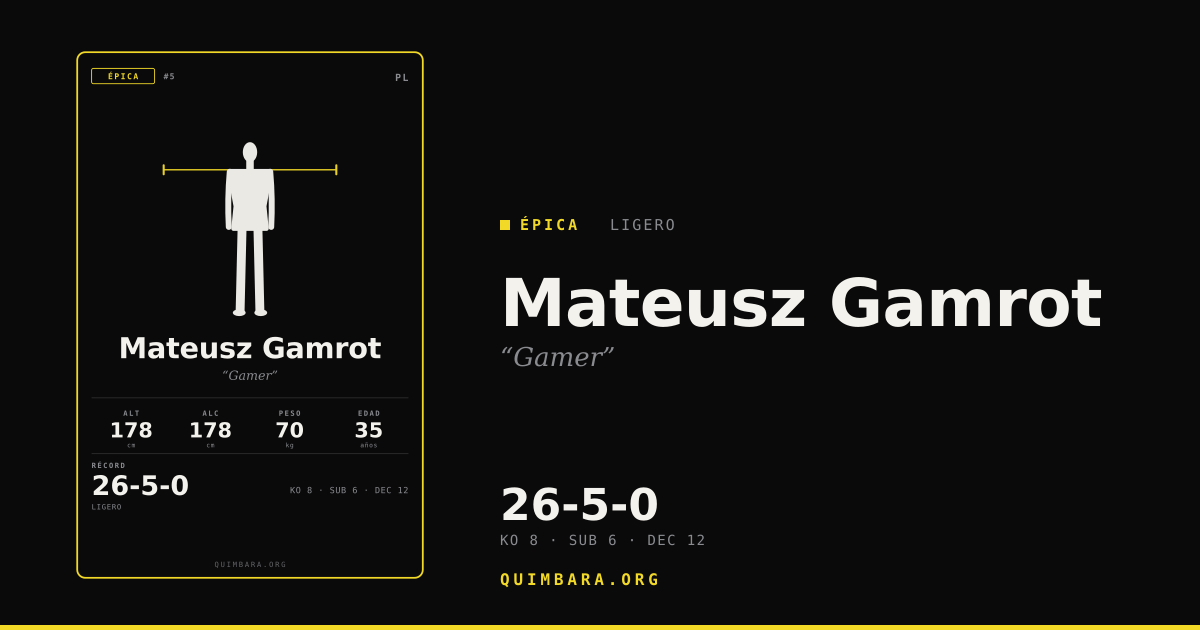 ÉPICA #5 PL
Mateusz Gamrot
“Gamer”
ALT ALC PESO EDAD
178 178 70 35
cm cm kg años
RÉCORD
26-5-0 KO 8 · SUB 6 · DEC 12
LIGERO
QUIMBARA.ORG
ÉPICA LIGERO
Mateusz Gamrot
“Gamer”
26-5-0
KO 8 · SUB 6 · DEC 12
QUIMBARA.ORG